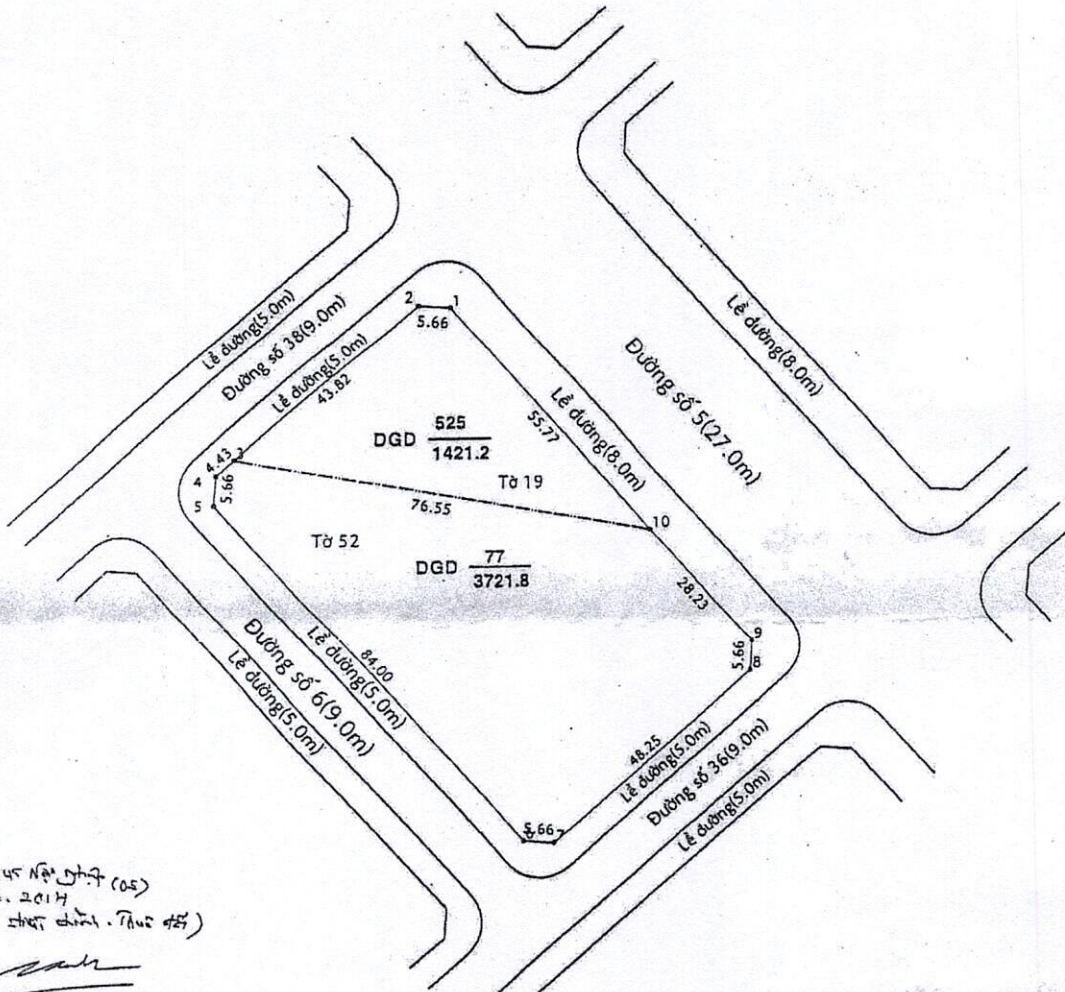 Lề đường(5.0m)
Đường số 38(9.0m)
Lề đường(5.0m)
43.82
2
1
5.66
Lề đường(8.0m)
Đường số 5(27.0m)
Lề đường(8.0m)
55.77
DGD 525
1421.2
Tờ 19
4.43
3
4
5.66
5
76.55
10
Tờ 52
DGD 77
3721.8
28.23
9
5.66
8
84.00
Lề đường(5.0m)
Đường số 6(9.0m)
Lề đường(5.0m)
48.25
Lề đường(5.0m)
Đường số 36(9.0m)
Lề đường(5.0m)
5.66
6
7
(05)
2014